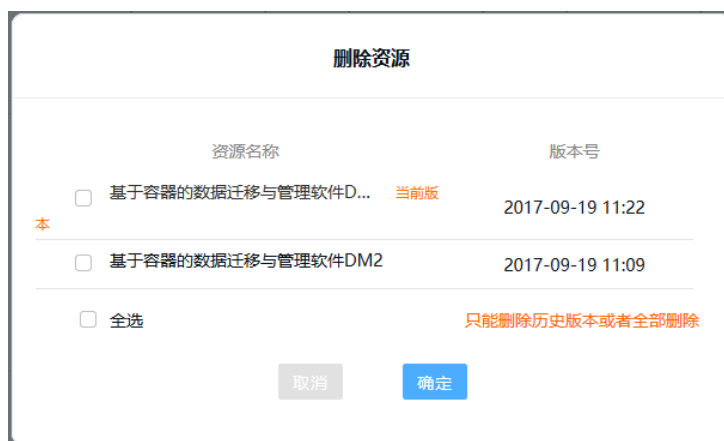 删除资源
资源名称 版本号
基于容器的数据迁移与管理软件D... 当前版
本 2017-09-19 11:22
基于容器的数据迁移与管理软件DM2 2017-09-19 11:09
全选 只能删除历史版本或者全部删除
取消 确定